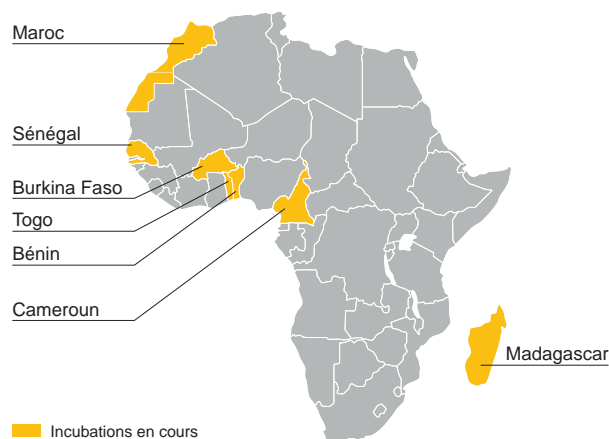 Maroc
Sénégal
Burkina Faso
Togo
Bénin
Cameroun
Madagascar
Incubations en cours